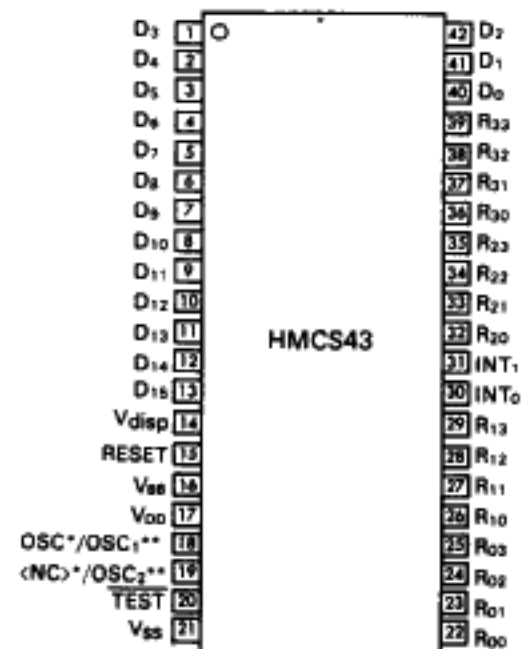 D3 1 42 D2
D4 2 41 D1
D5 3 40 D0
D6 4 39 R33
D7 5 38 R32
D8 6 37 R31
D9 7 36 R30
D10 8 35 R23
D11 9 34 R22
D12 10 33 R21
D13 11 32 R20
HMCS43
D14 12 31 INT1
D15 13 30 INT0
Vdisp 14 29 R13
RESET 15 28 R12
VBB 16 27 R11
VDD 17 26 R10
OSC*/OSC1** 18 25 R03
<NC>*/OSC2** 19 24 R02
TEST 20 23 R01
VSS 21 22 R00